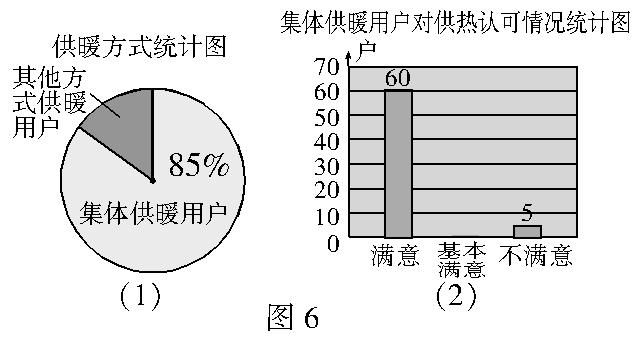 供暖方式统计图
其他方
式供暖
用户
85%
集体供暖用户
(1)
集体供暖用户对供热认可情况统计图
户
70
60
50
40
30
20
10
0
60
5
满意
基本
满意
不满意
(2)
图 6